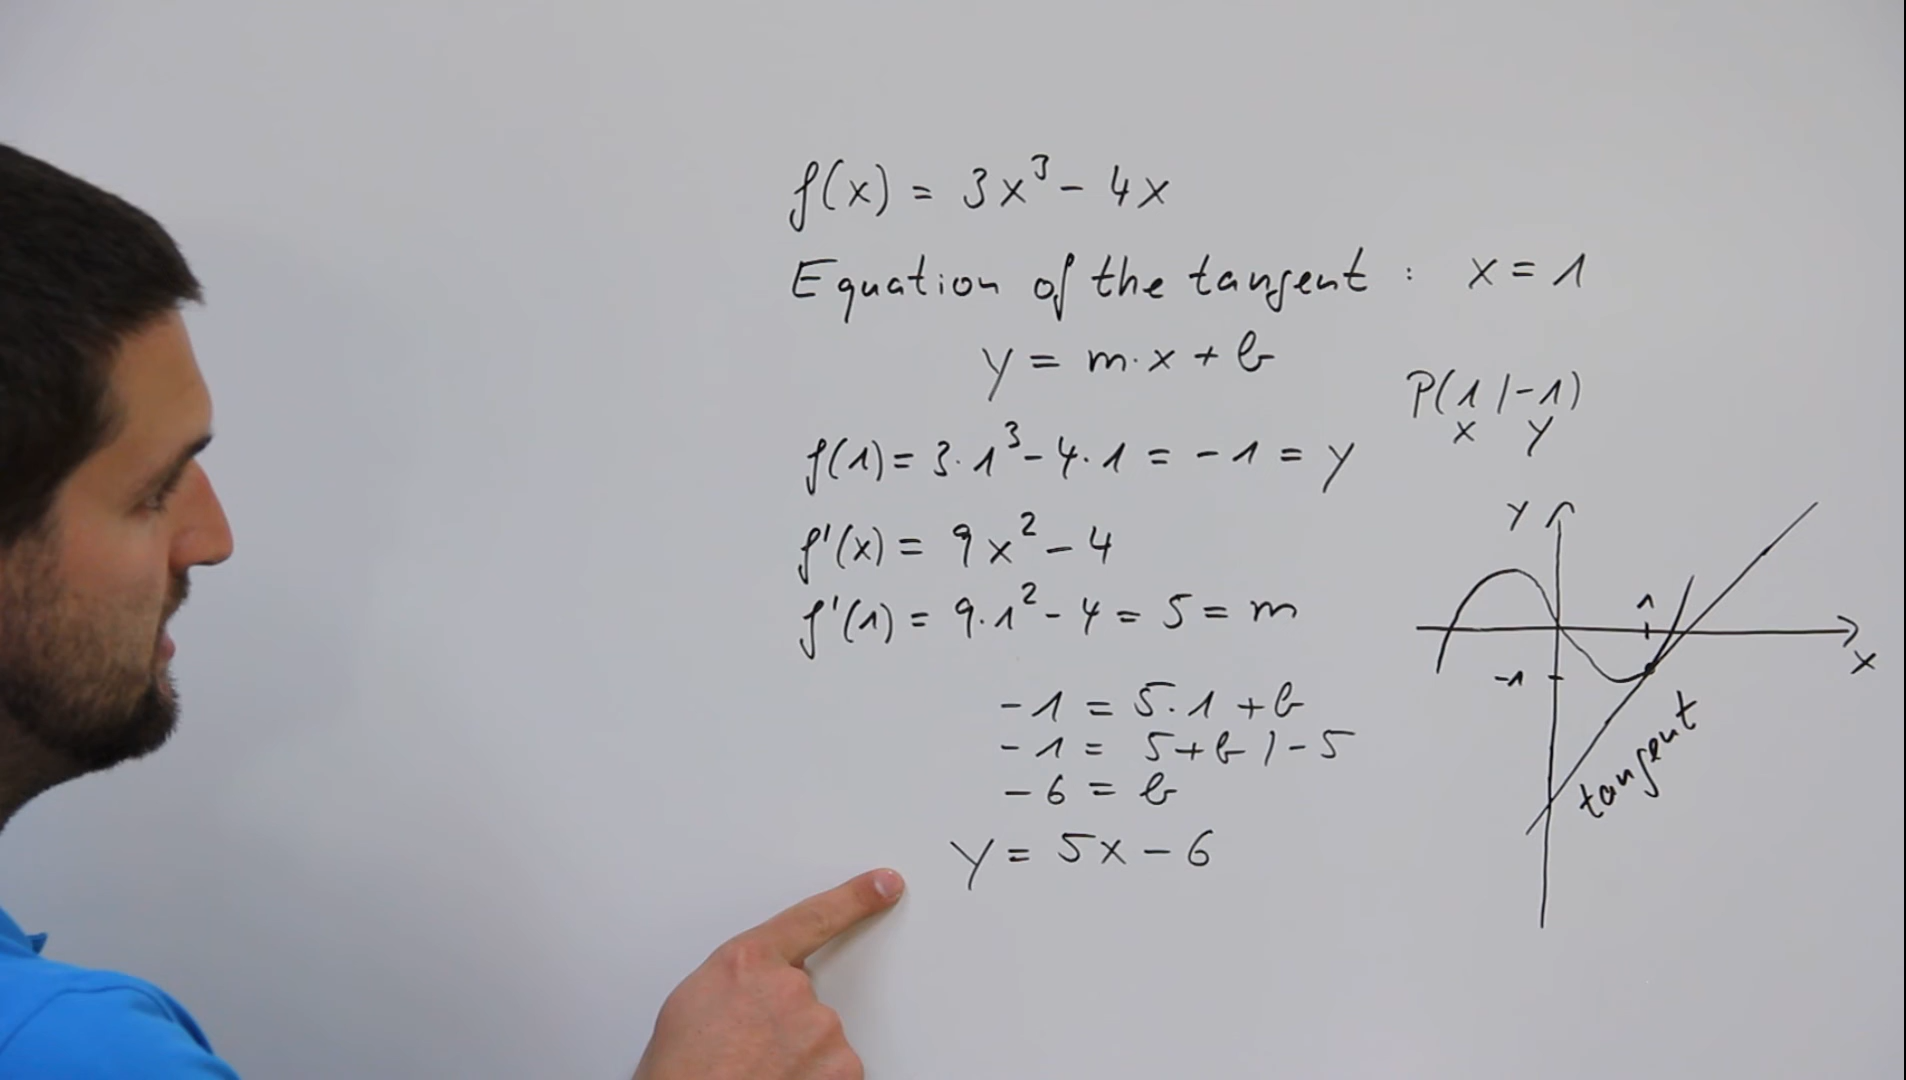 f(x) = 3x³ - 4x
Equation of the tangent : x = 1
y = m·x + b
P(1 | -1)
x y
f(1) = 3·1³ - 4·1 = -1 = y
f'(x) = 9x² - 4
f'(1) = 9·1² - 4 = 5 = m
-1 = 5·1 + b
-1 = 5 + b | -5
-6 = b
y = 5x - 6
y
1
x
-1
tangent